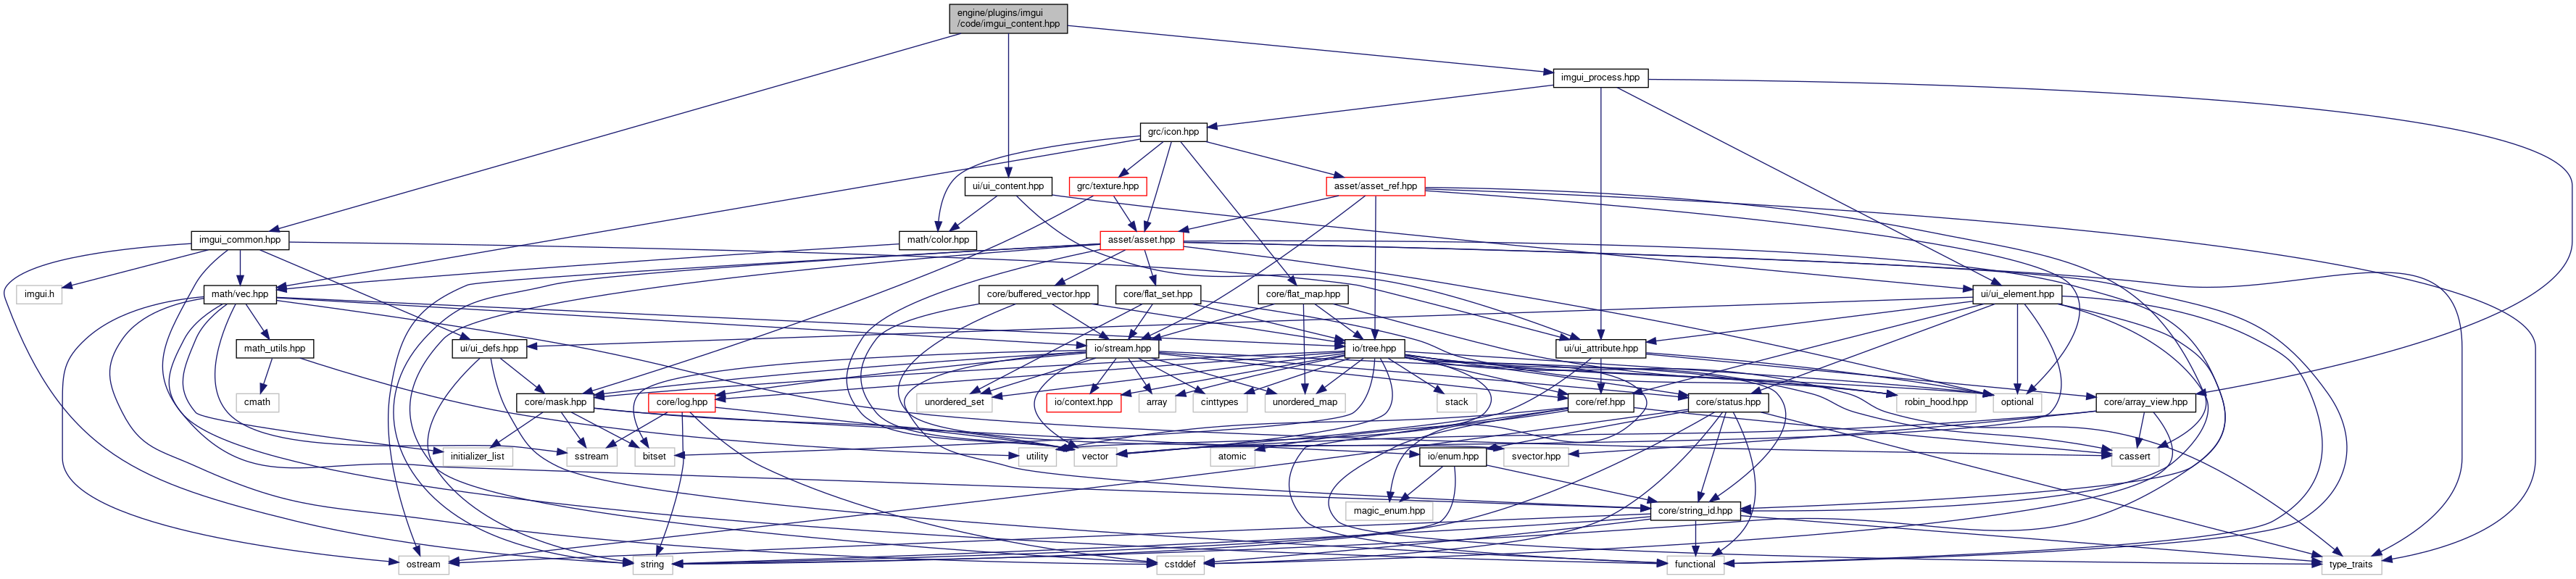 engine/plugins/imgui
/code/imgui_content.hpp
imgui_process.hpp
grc/icon.hpp
ui/ui_content.hpp
grc/texture.hpp
asset/asset_ref.hpp
imgui_common.hpp
math/color.hpp
asset/asset.hpp
imgui.h
math/vec.hpp
core/buffered_vector.hpp
core/flat_set.hpp
core/flat_map.hpp
ui/ui_element.hpp
math_utils.hpp
ui/ui_defs.hpp
io/stream.hpp
io/tree.hpp
ui/ui_attribute.hpp
cmath
core/mask.hpp
core/log.hpp
unordered_set
io/context.hpp
array
cinttypes
unordered_map
stack
core/ref.hpp
core/status.hpp
robin_hood.hpp
optional
core/array_view.hpp
initializer_list
sstream
bitset
utility
vector
atomic
io/enum.hpp
svector.hpp
cassert
magic_enum.hpp
core/string_id.hpp
ostream
string
cstddef
functional
type_traits